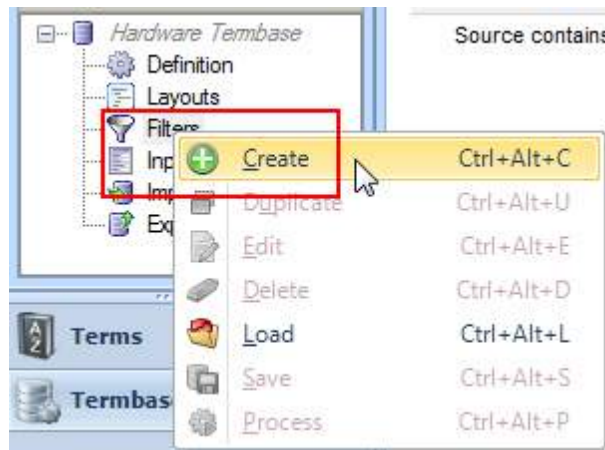 Hardware Termbase
Source contains
Definition
Layouts
Filters
Create Ctrl+Alt+C
Duplicate Ctrl+Alt+U
Edit Ctrl+Alt+E
Delete Ctrl+Alt+D
Load Ctrl+Alt+L
Save Ctrl+Alt+S
Process Ctrl+Alt+P
Terms